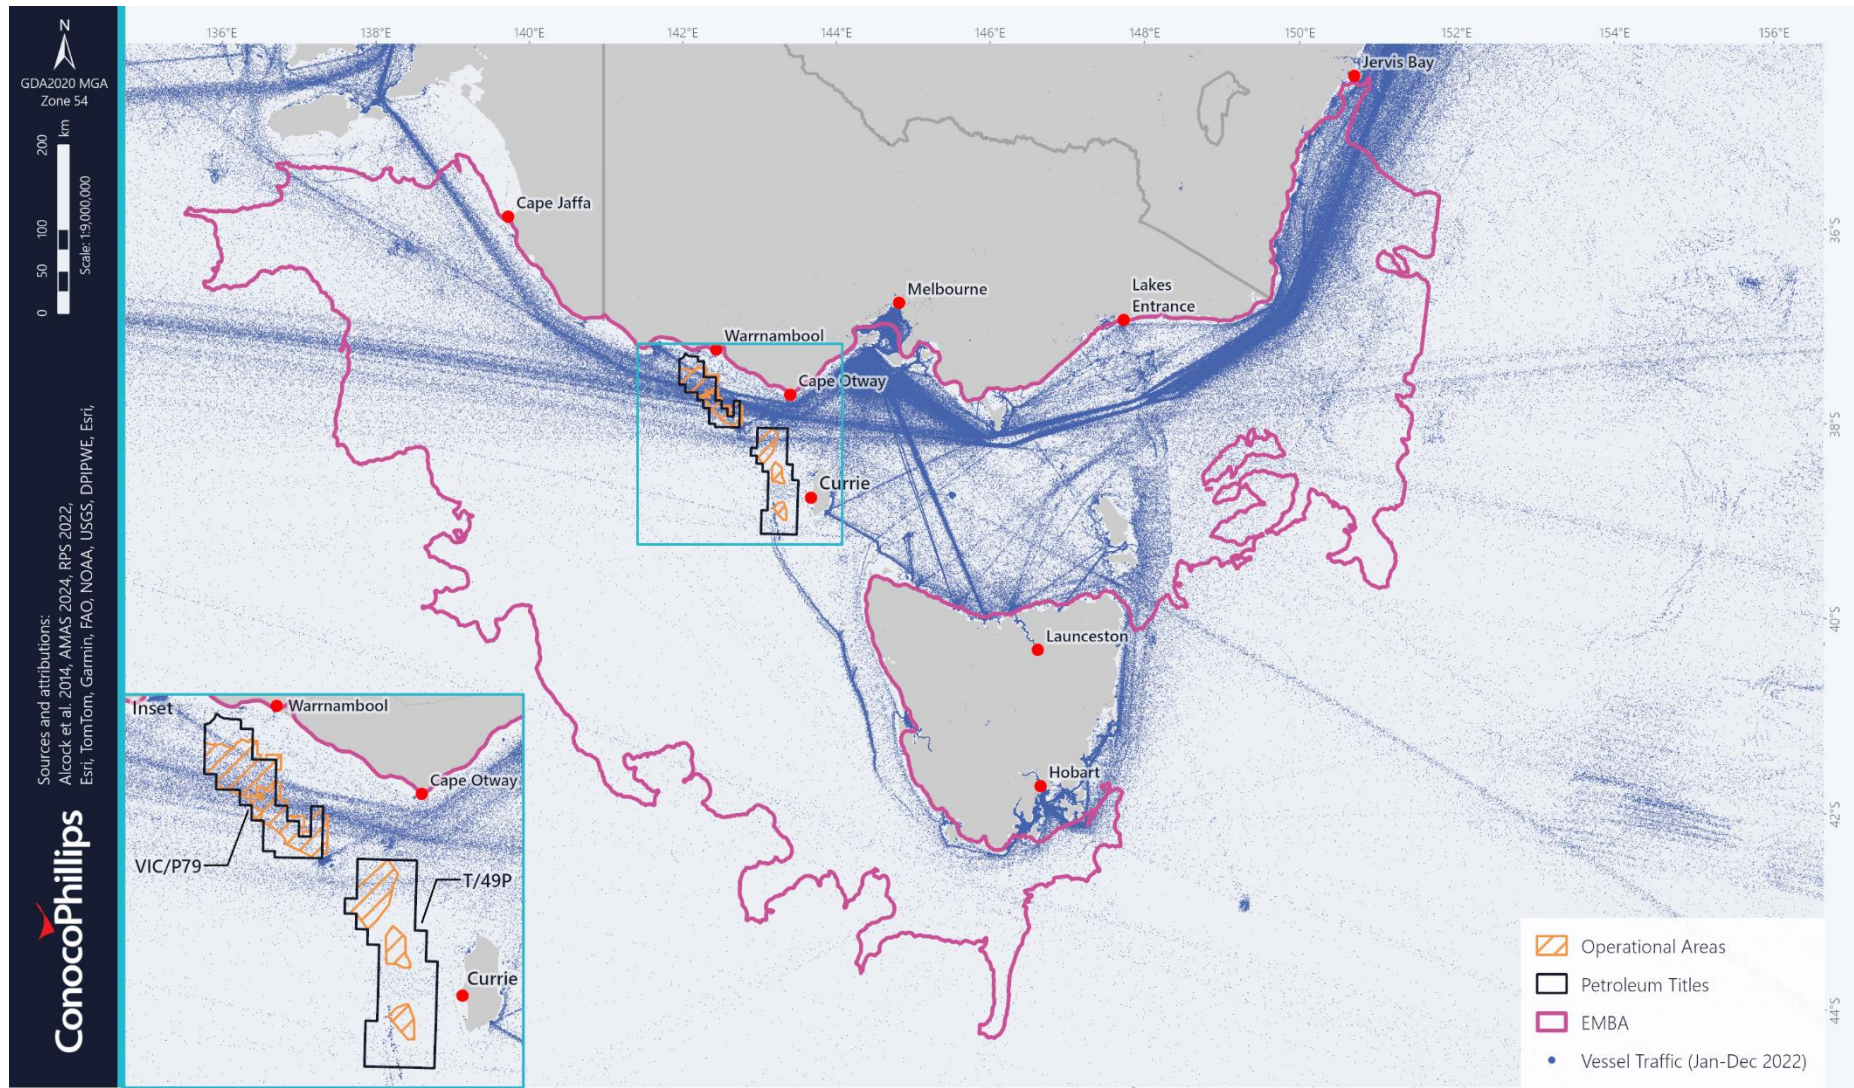 N
GDA2020 MGA
Zone 54
0 50 100 200
km
Scale: 1:9,000,000
Sources and attributions:
Alcock et al. 2014, AMAS 2024, RPS 2022,
Esri, TomTom, Garmin, FAO, NOAA, USGS, DPIPWE, Esri,
ConocoPhillips
136°E 138°E 140°E 142°E 144°E 146°E 148°E 150°E 152°E 154°E 156°E
36°S
38°S
40°S
42°S
44°S
Jervis Bay
Cape Jaffa
Melbourne
Lakes
Entrance
Warrnambool
Cape Otway
Currie
Launceston
Hobart
Inset
Warrnambool
Cape Otway
VIC/P79
T/49P
Currie
Operational Areas
Petroleum Titles
EMBA
Vessel Traffic (Jan-Dec 2022)